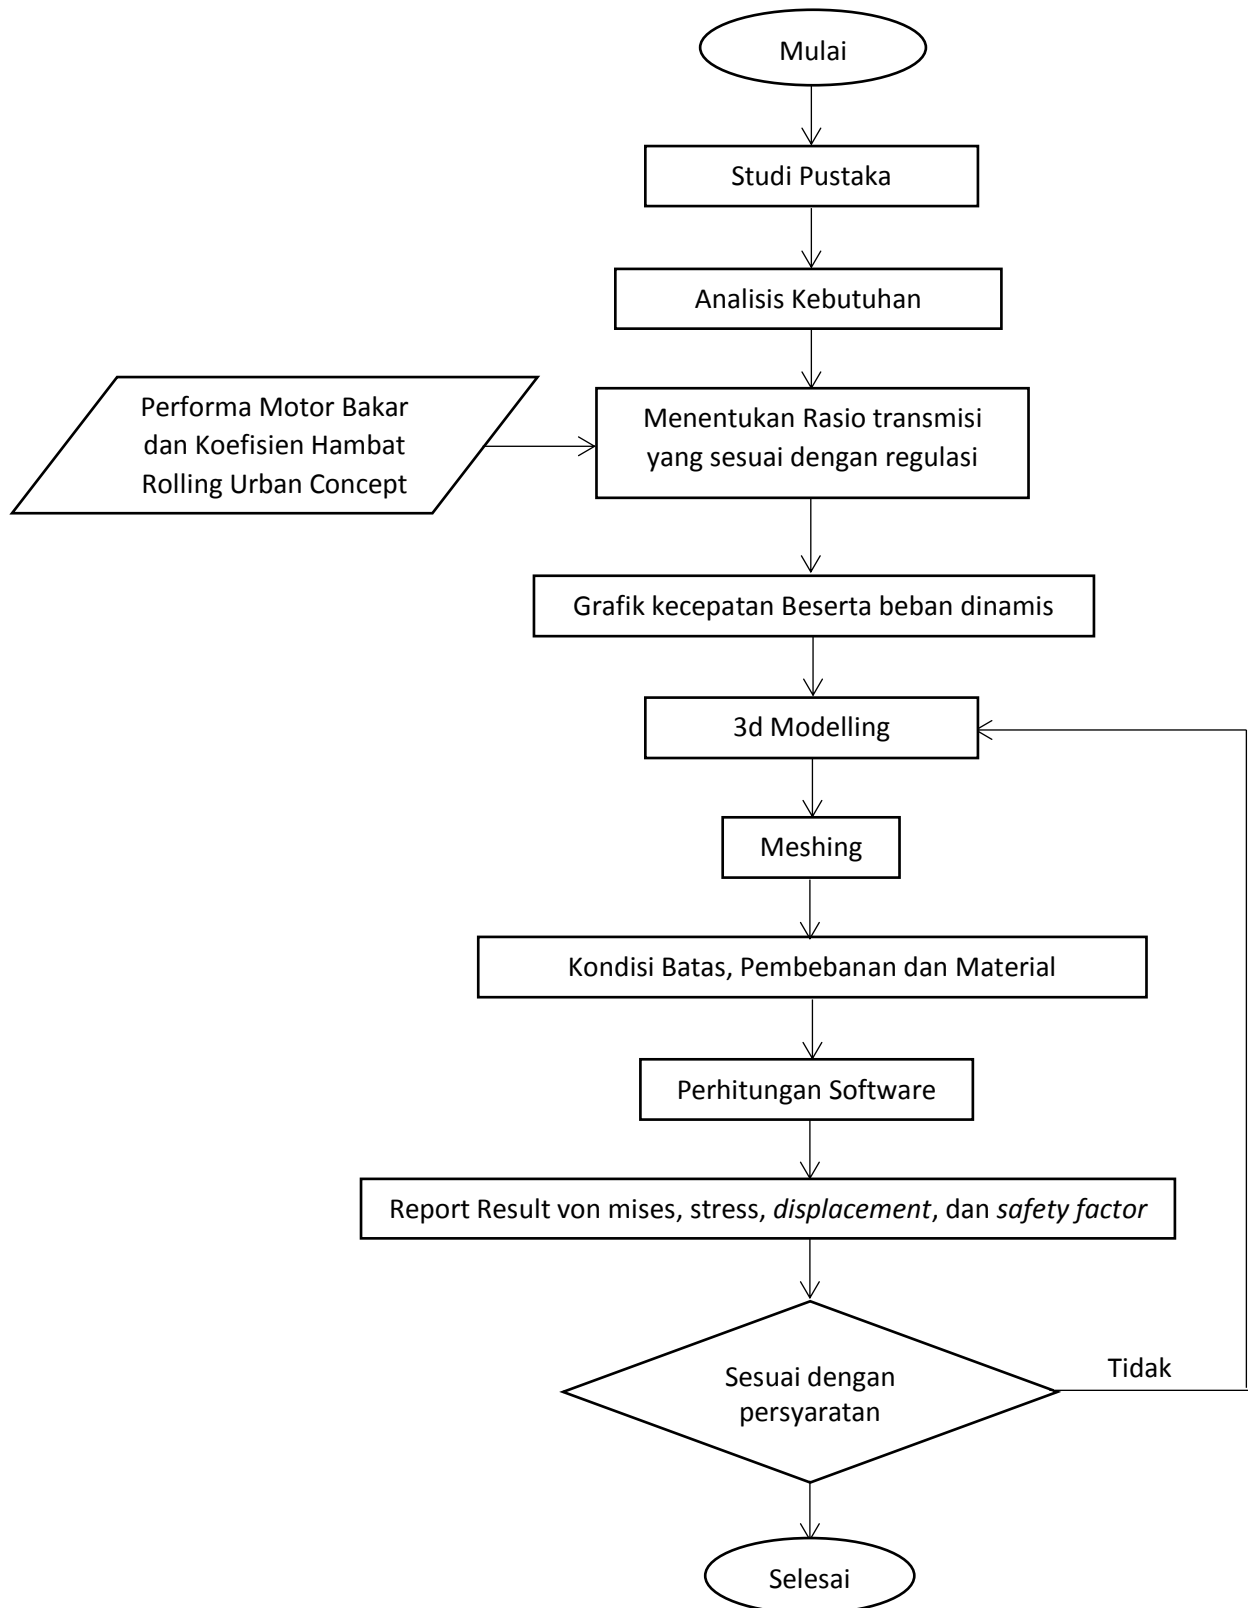 Mulai
Studi Pustaka
Analisis Kebutuhan
Performa Motor Bakar
dan Koefisien Hambat
Rolling Urban Concept
Menentukan Rasio transmisi
yang sesuai dengan regulasi
Grafik kecepatan Beserta beban dinamis
3d Modelling
Meshing
Kondisi Batas, Pembebanan dan Material
Perhitungan Software
Report Result von mises, stress, displacement, dan safety factor
Sesuai dengan
persyaratan
Tidak
Selesai